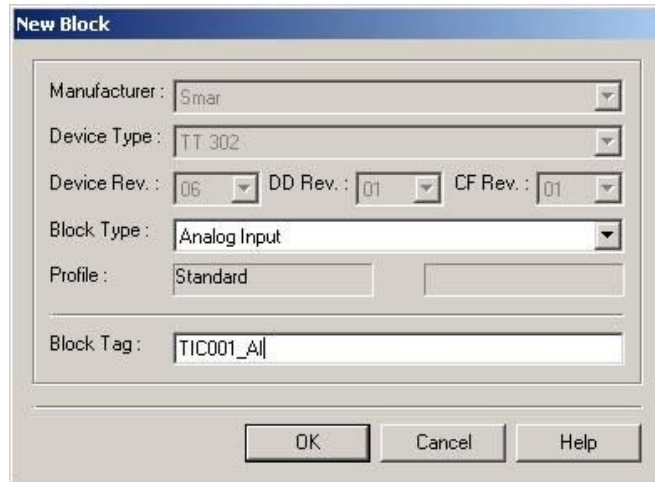 New Block
Manufacturer : Smar
Device Type : TT 302
Device Rev. : 06 DD Rev. : 01 CF Rev. : 01
Block Type : Analog Input
Profile : Standard
Block Tag : TIC001_AI
OK Cancel Help